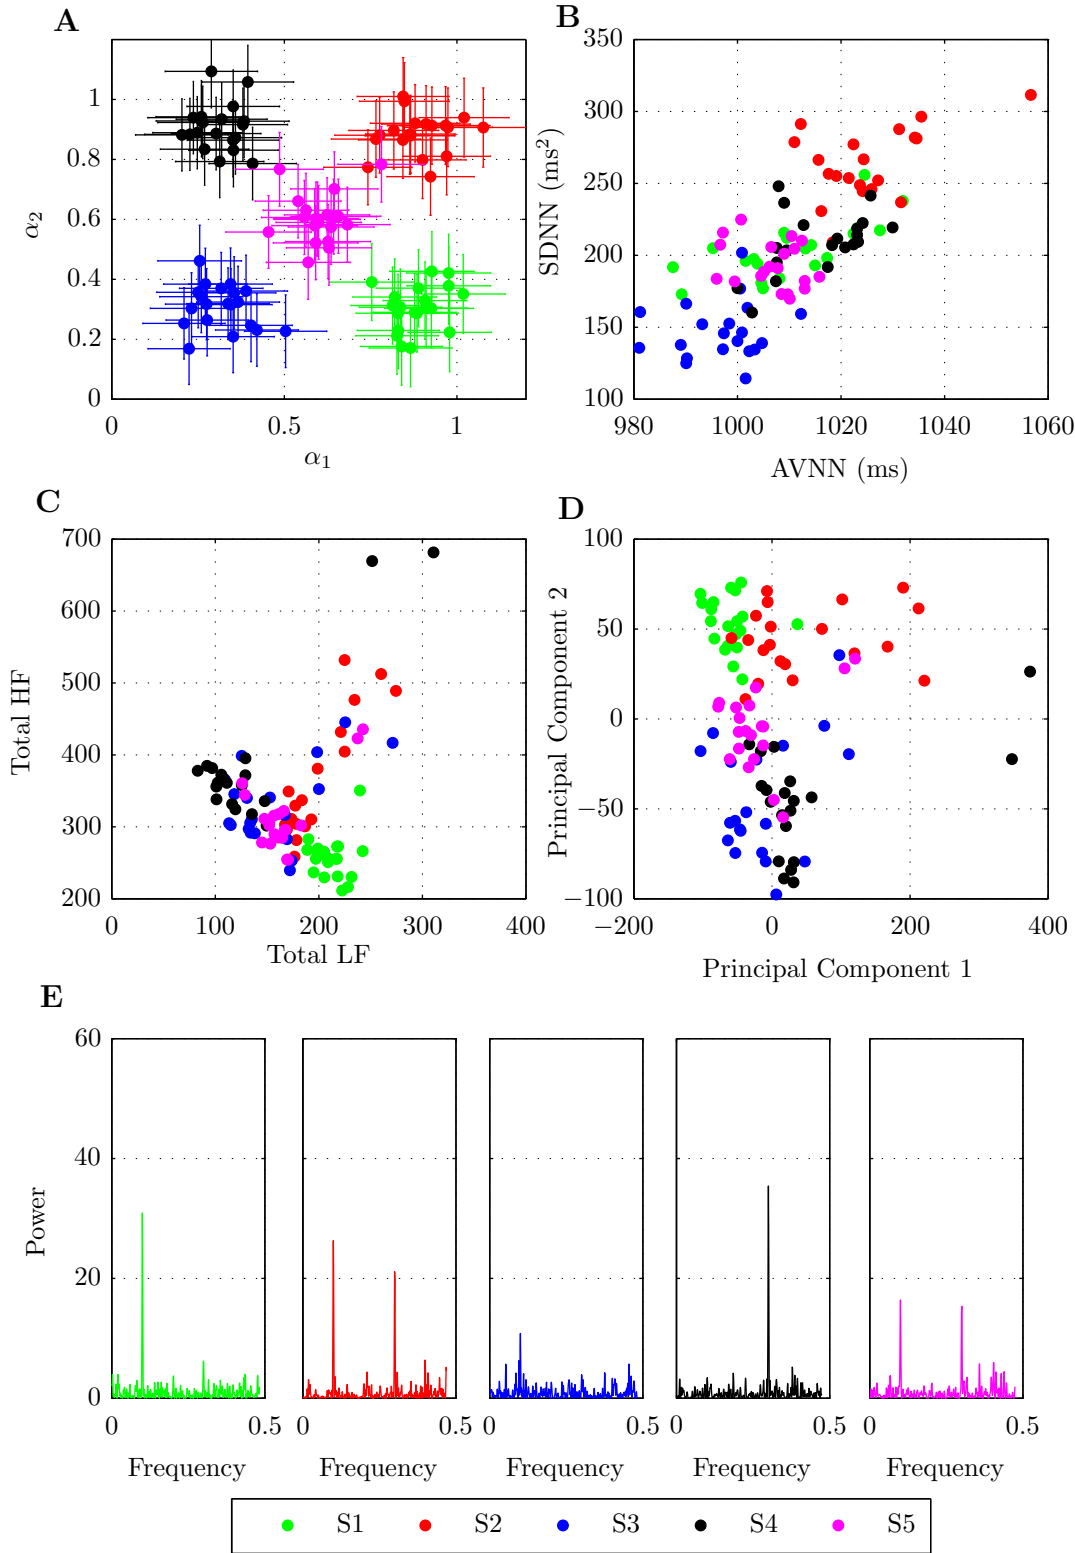 A
1
0.8
0.6
0.4
0.2
0
α2
0 0.5 1
α1
B
350
300
250
200
150
100
SDNN (ms²)
980 1000 1020 1040 1060
AVNN (ms)
C
700
600
500
400
300
200
Total HF
0 100 200 300 400
Total LF
D
100
50
0
−50
−100
Principal Component 2
−200 0 200 400
Principal Component 1
E
60
40
20
0
Power
0 0.5 0 0.5 0 0.5 0 0.5 0 0.5
Frequency Frequency Frequency Frequency Frequency
S1 S2 S3 S4 S5